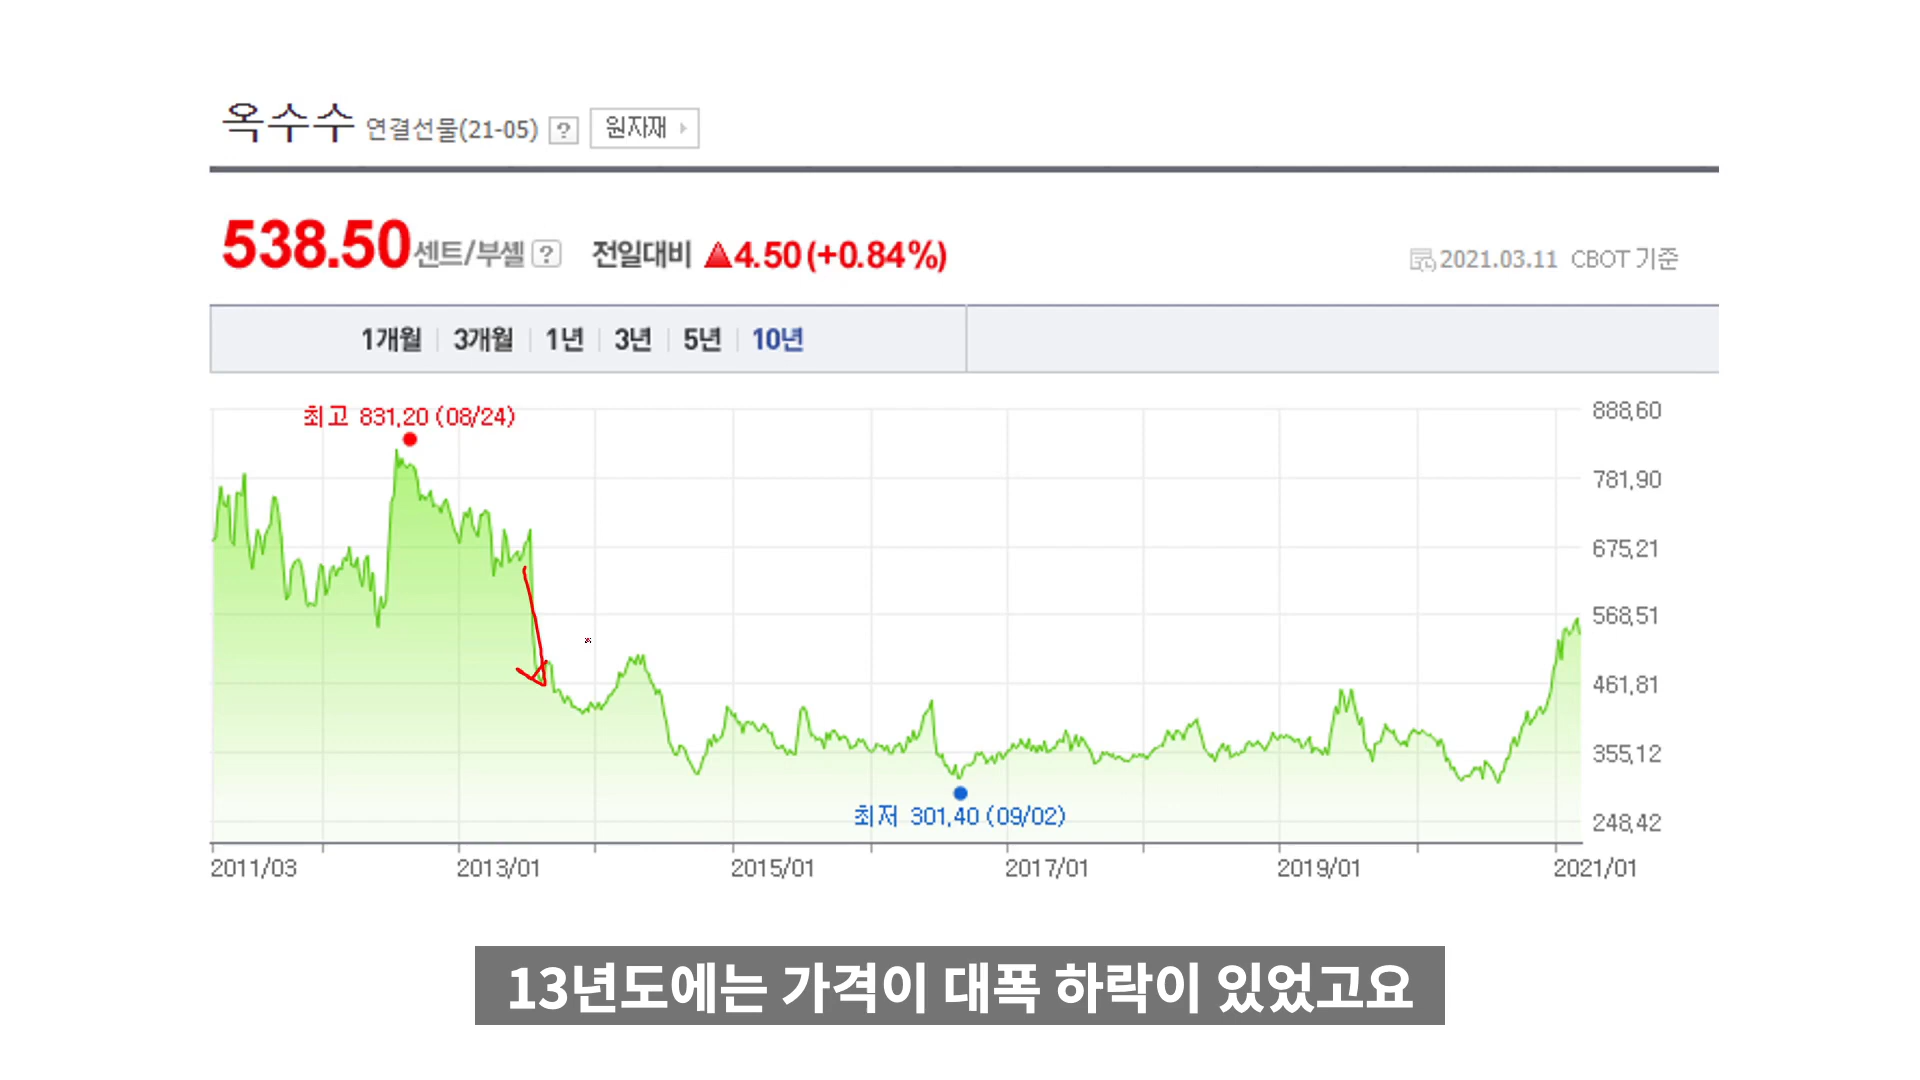 옥수수 연결선물(21-05) ? 원자재
538.50 센트/부셸 ? 전일대비 ▲4.50(+0.84%) 2021.03.11 CBOT 기준
1개월 3개월 1년 3년 5년 10년
최고 831,20 (08/24)
888,60
781,90
675,21
568,51
461,81
355,12
최저 301,40 (09/02)
248,42
2011/03 2013/01 2015/01 2017/01 2019/01 2021/01
13년도에는 가격이 대폭 하락이 있었고요